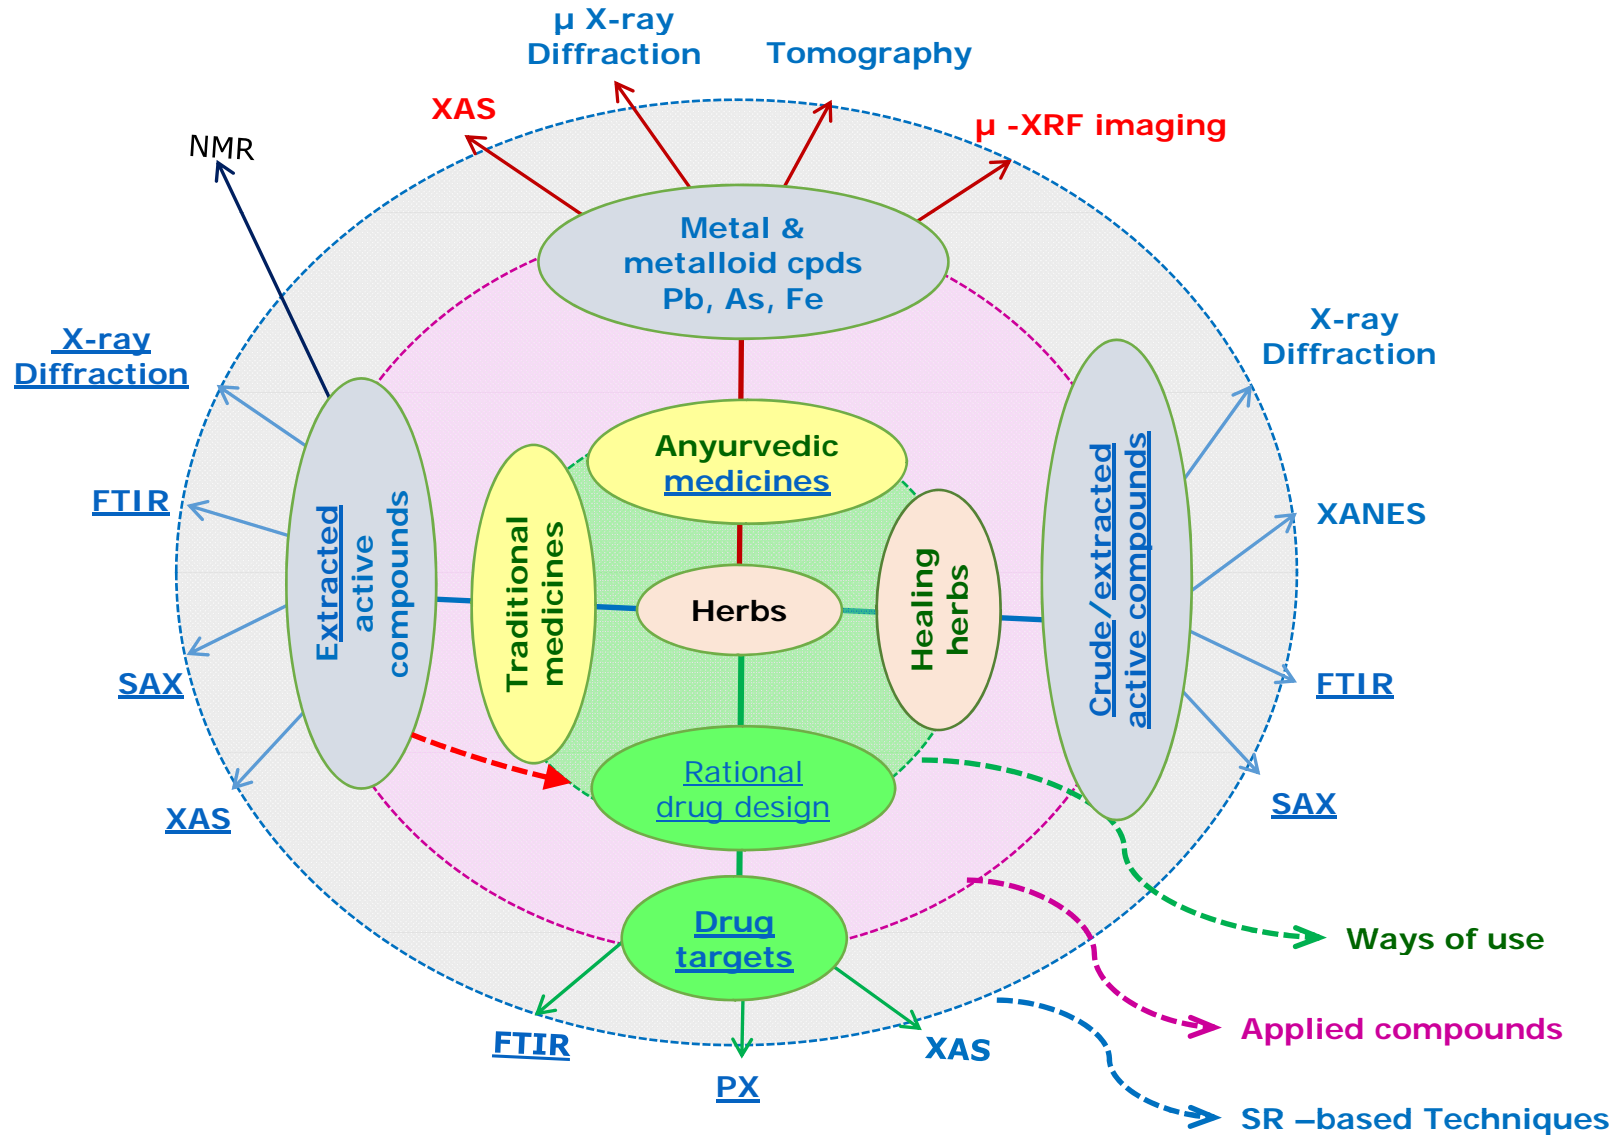 µ X-ray
Diffraction
Tomography
XAS
µ -XRF imaging
NMR
Metal &
metalloid cpds
Pb, As, Fe
X-ray
Diffraction
X-ray
Diffraction
Anyurvedic
medicines
FTIR
Extracted
active
compounds
Traditional
medicines
Herbs
Healing
herbs
Crude/extracted
active compounds
XANES
SAX
FTIR
Rational
drug design
XAS
SAX
Drug
targets
Ways of use
FTIR
PX
XAS
Applied compounds
SR –based Techniques